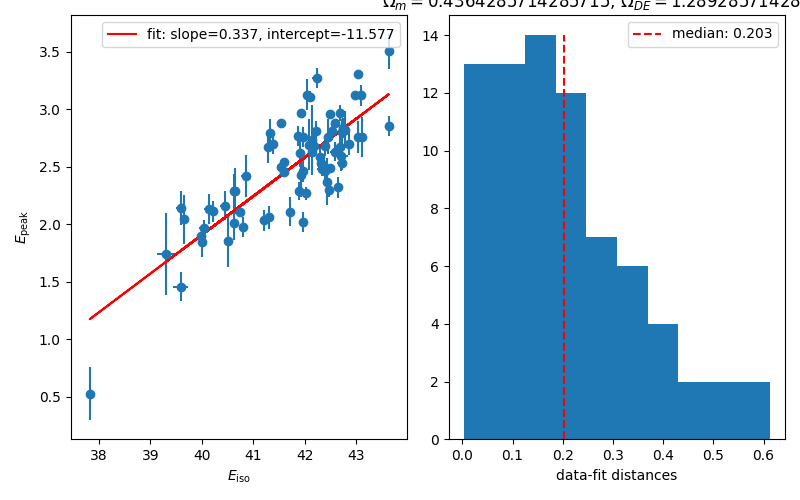 Ω_m = 0.4364285714285715, Ω_DE = 1.28928571428
fit: slope=0.337, intercept=-11.577
median: 0.203
3.5
3.0
2.5
2.0
1.5
1.0
0.5
E_peak
38 39 40 41 42 43
E_iso
14
12
10
8
6
4
2
0
0.0 0.1 0.2 0.3 0.4 0.5 0.6
data-fit distances